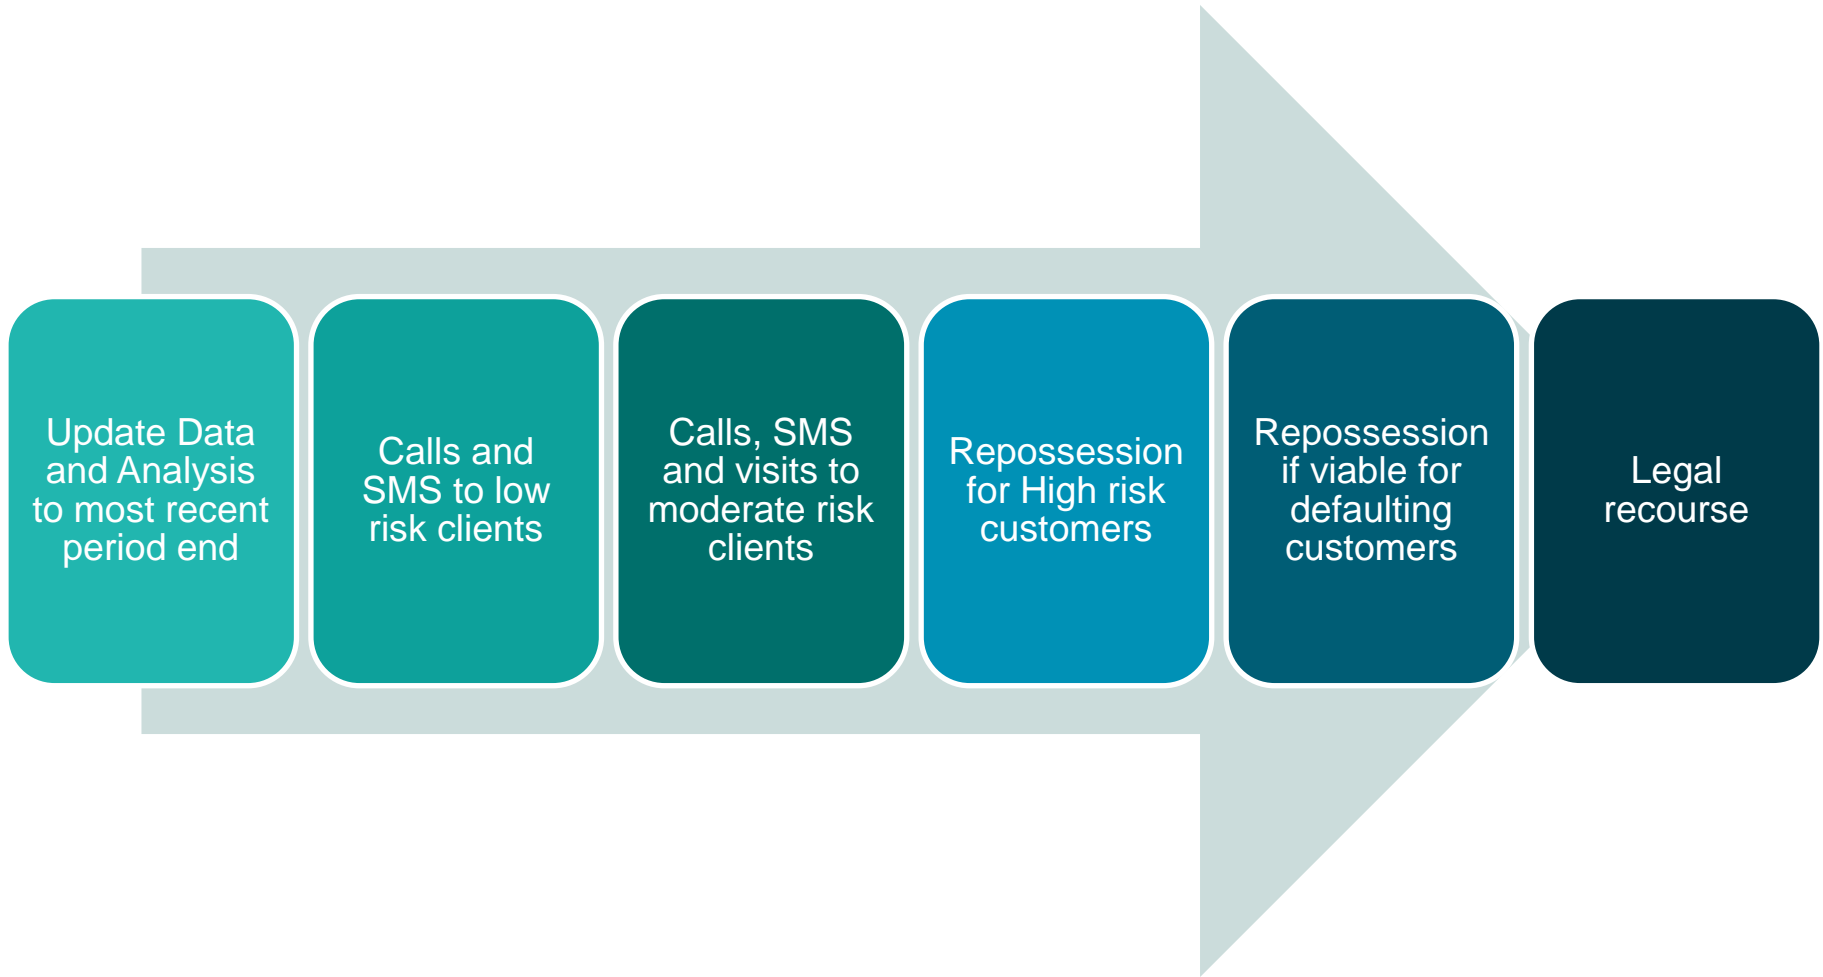 Update Data
and Analysis
to most recent
period end
Calls and
SMS to low
risk clients
Calls, SMS
and visits to
moderate risk
clients
Repossession
for High risk
customers
Repossession
if viable for
defaulting
customers
Legal
recourse